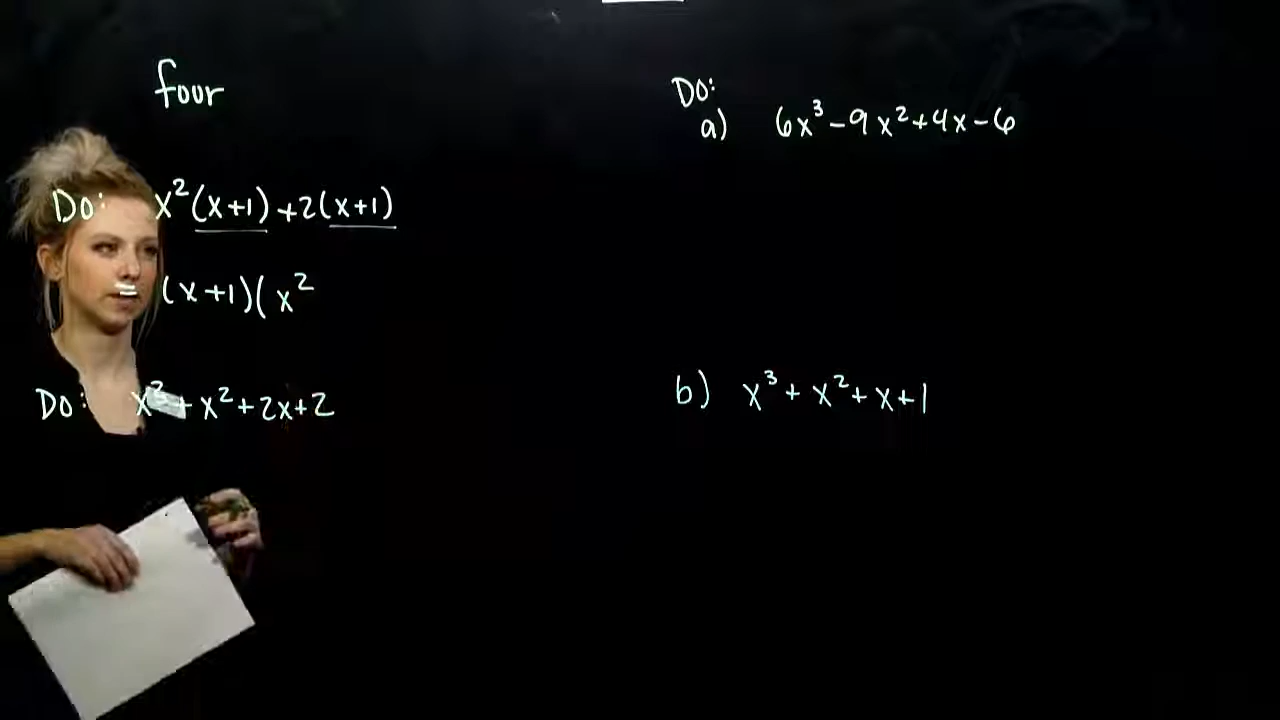 four
Do: x²(x+1)+2(x+1)
= (x+1)(x²
Do: x³+x²+2x+2
Do:
a) 6x³-9x²+4x-6
b) x³+x²+x+1